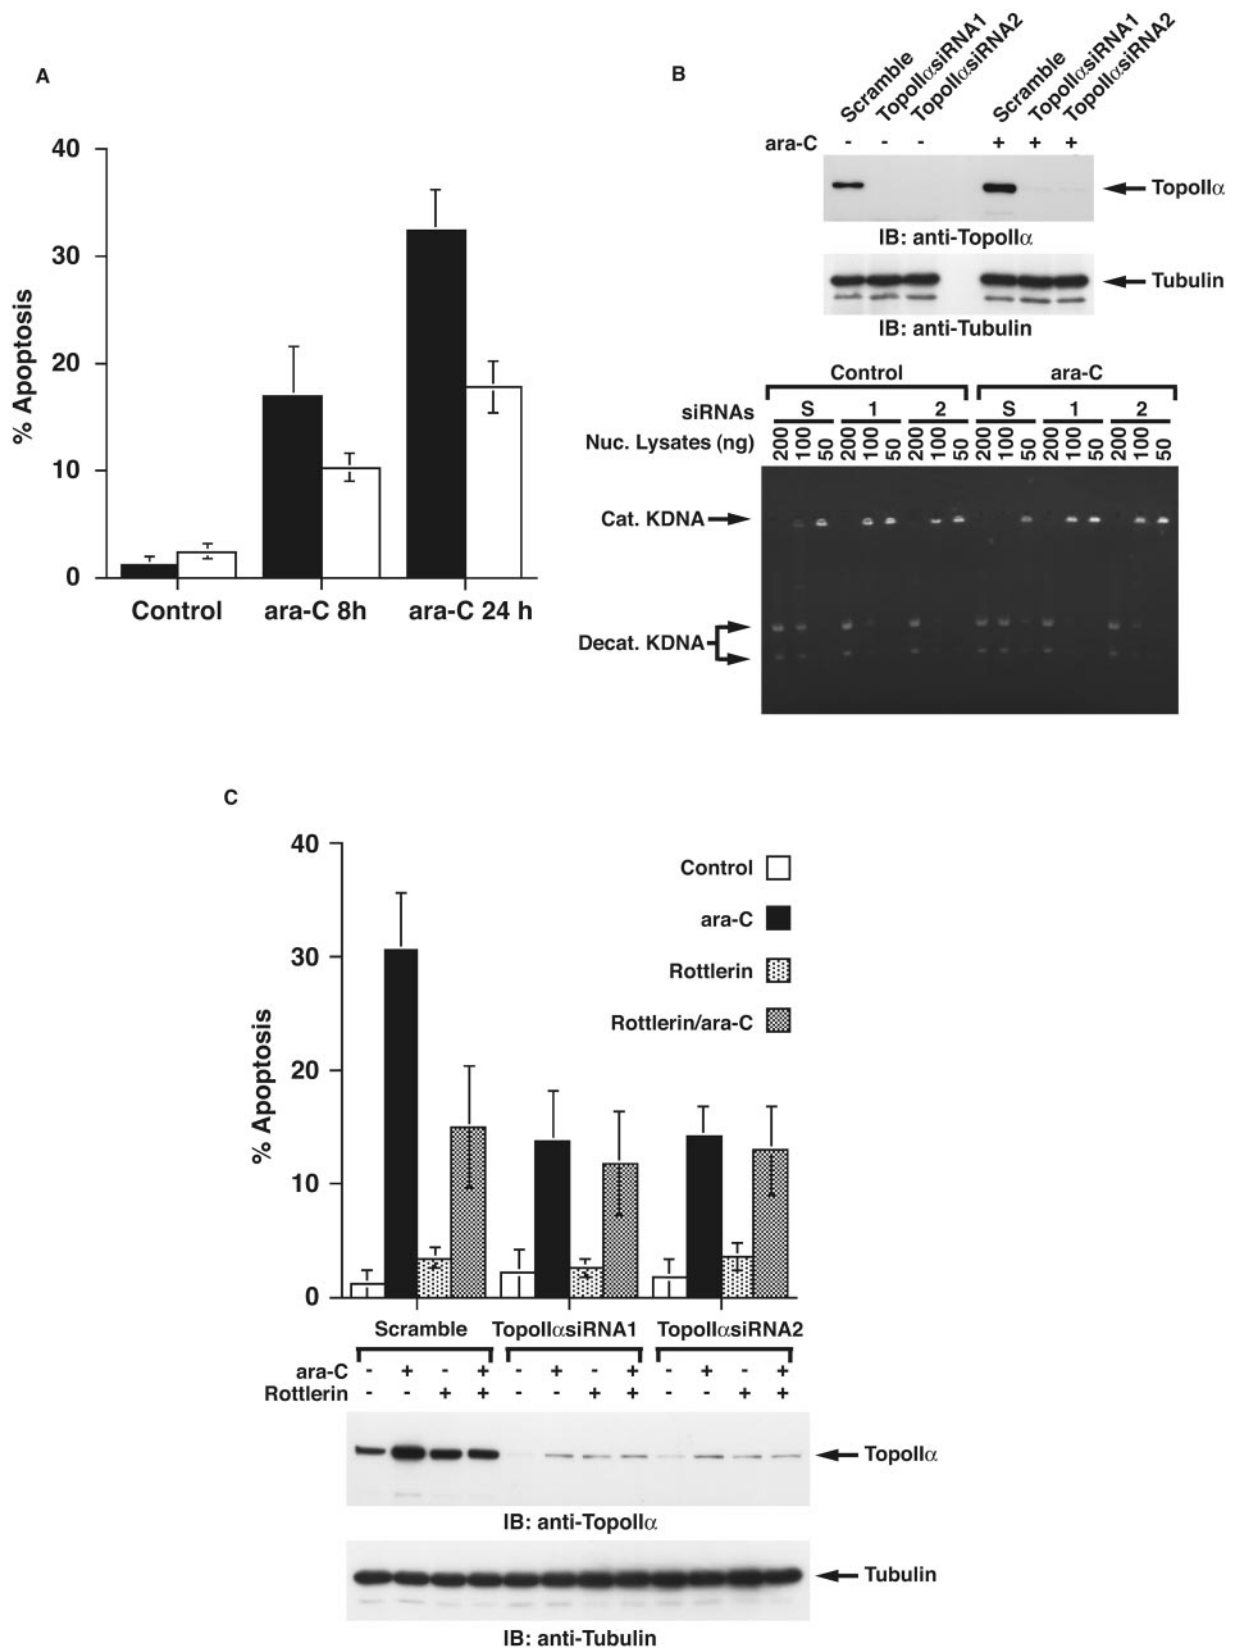 A
% Apoptosis
40
30
20
10
0
Control ara-C 8h ara-C 24 h
B
Scramble TopoIIαsiRNA1 TopoIIαsiRNA2 Scramble TopoIIαsiRNA1 TopoIIαsiRNA2
ara-C - - - + + +
TopoIIα
IB: anti-TopoIIα
Tubulin
IB: anti-Tubulin
Control ara-C
siRNAs S 1 2 S 1 2
Nuc. Lysates (ng) 200 100 50 200 100 50 200 100 50 200 100 50 200 100 50 200 100 50
Cat. KDNA
Decat. KDNA
C
% Apoptosis
40
30
20
10
0
Control
ara-C
Rottlerin
Rottlerin/ara-C
Scramble TopoIIαsiRNA1 TopoIIαsiRNA2
ara-C - + - + - + - + - + - +
Rottlerin - - + + - - + + - - + +
TopoIIα
IB: anti-TopoIIα
Tubulin
IB: anti-Tubulin